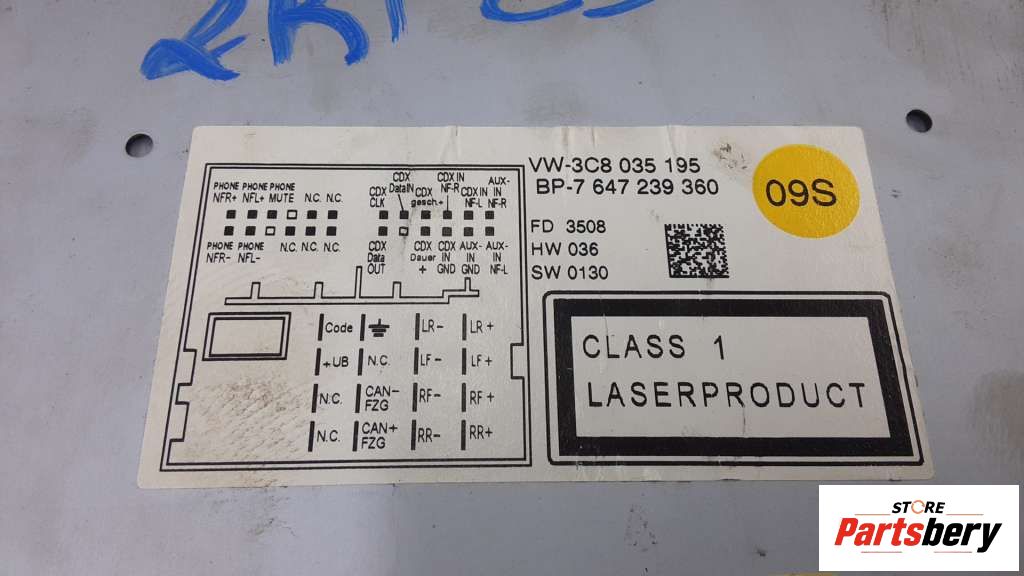 VW-3C8 035 195
BP-7 647 239 360
09S
FD 3508
HW 036
SW 0130
CLASS 1
LASERPRODUCT
PHONE NFR+
PHONE NFL+
PHONE MUTE
N.C. N.C.
CDX CLK
CDX Data IN
CDX gesch.+
CDX IN NF-R
CDX IN NF-L
AUX- IN NF-R
PHONE NFR-
PHONE NFL-
N.C. N.C. N.C.
CDX Data OUT
CDX Dauer +
CDX IN GND
AUX- IN GND
AUX- IN NF-L
Code LR- LR+
+UB N.C. LF- LF+
N.C. CAN- FZG RF- RF+
N.C. CAN+ FZG RR- RR+
STORE
Partsbery